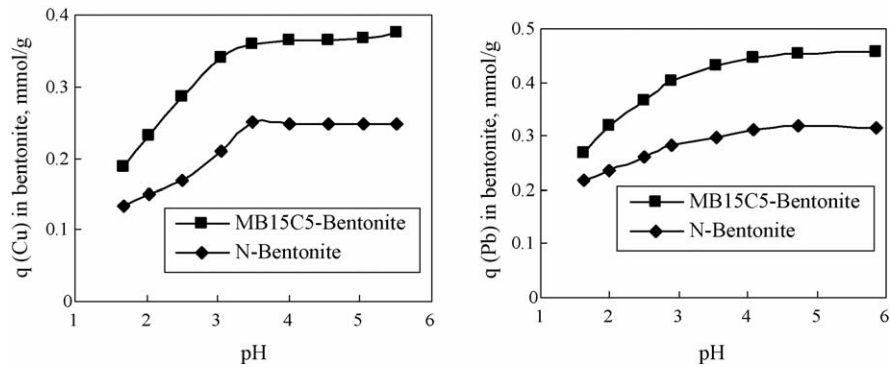 0.4
0.3
0.2
0.1
0
q (Cu) in bentonite, mmol/g
MB15C5-Bentonite
N-Bentonite
1 2 3 4 5 6
pH
0.5
0.4
0.3
0.2
0.1
0
q (Pb) in bentonite, mmol/g
MB15C5-Bentonite
N-Bentonite
1 2 3 4 5 6
pH